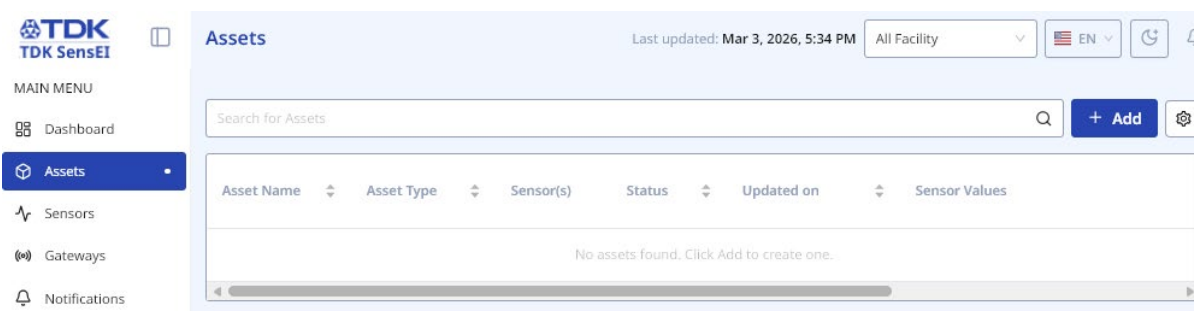 TDK
TDK SensEI
MAIN MENU
Dashboard
Assets
Sensors
Gateways
Notifications
Assets
Last updated: Mar 3, 2026, 5:34 PM
All Facility
EN
Search for Assets
+ Add
Asset Name
Asset Type
Sensor(s)
Status
Updated on
Sensor Values
No assets found. Click Add to create one.